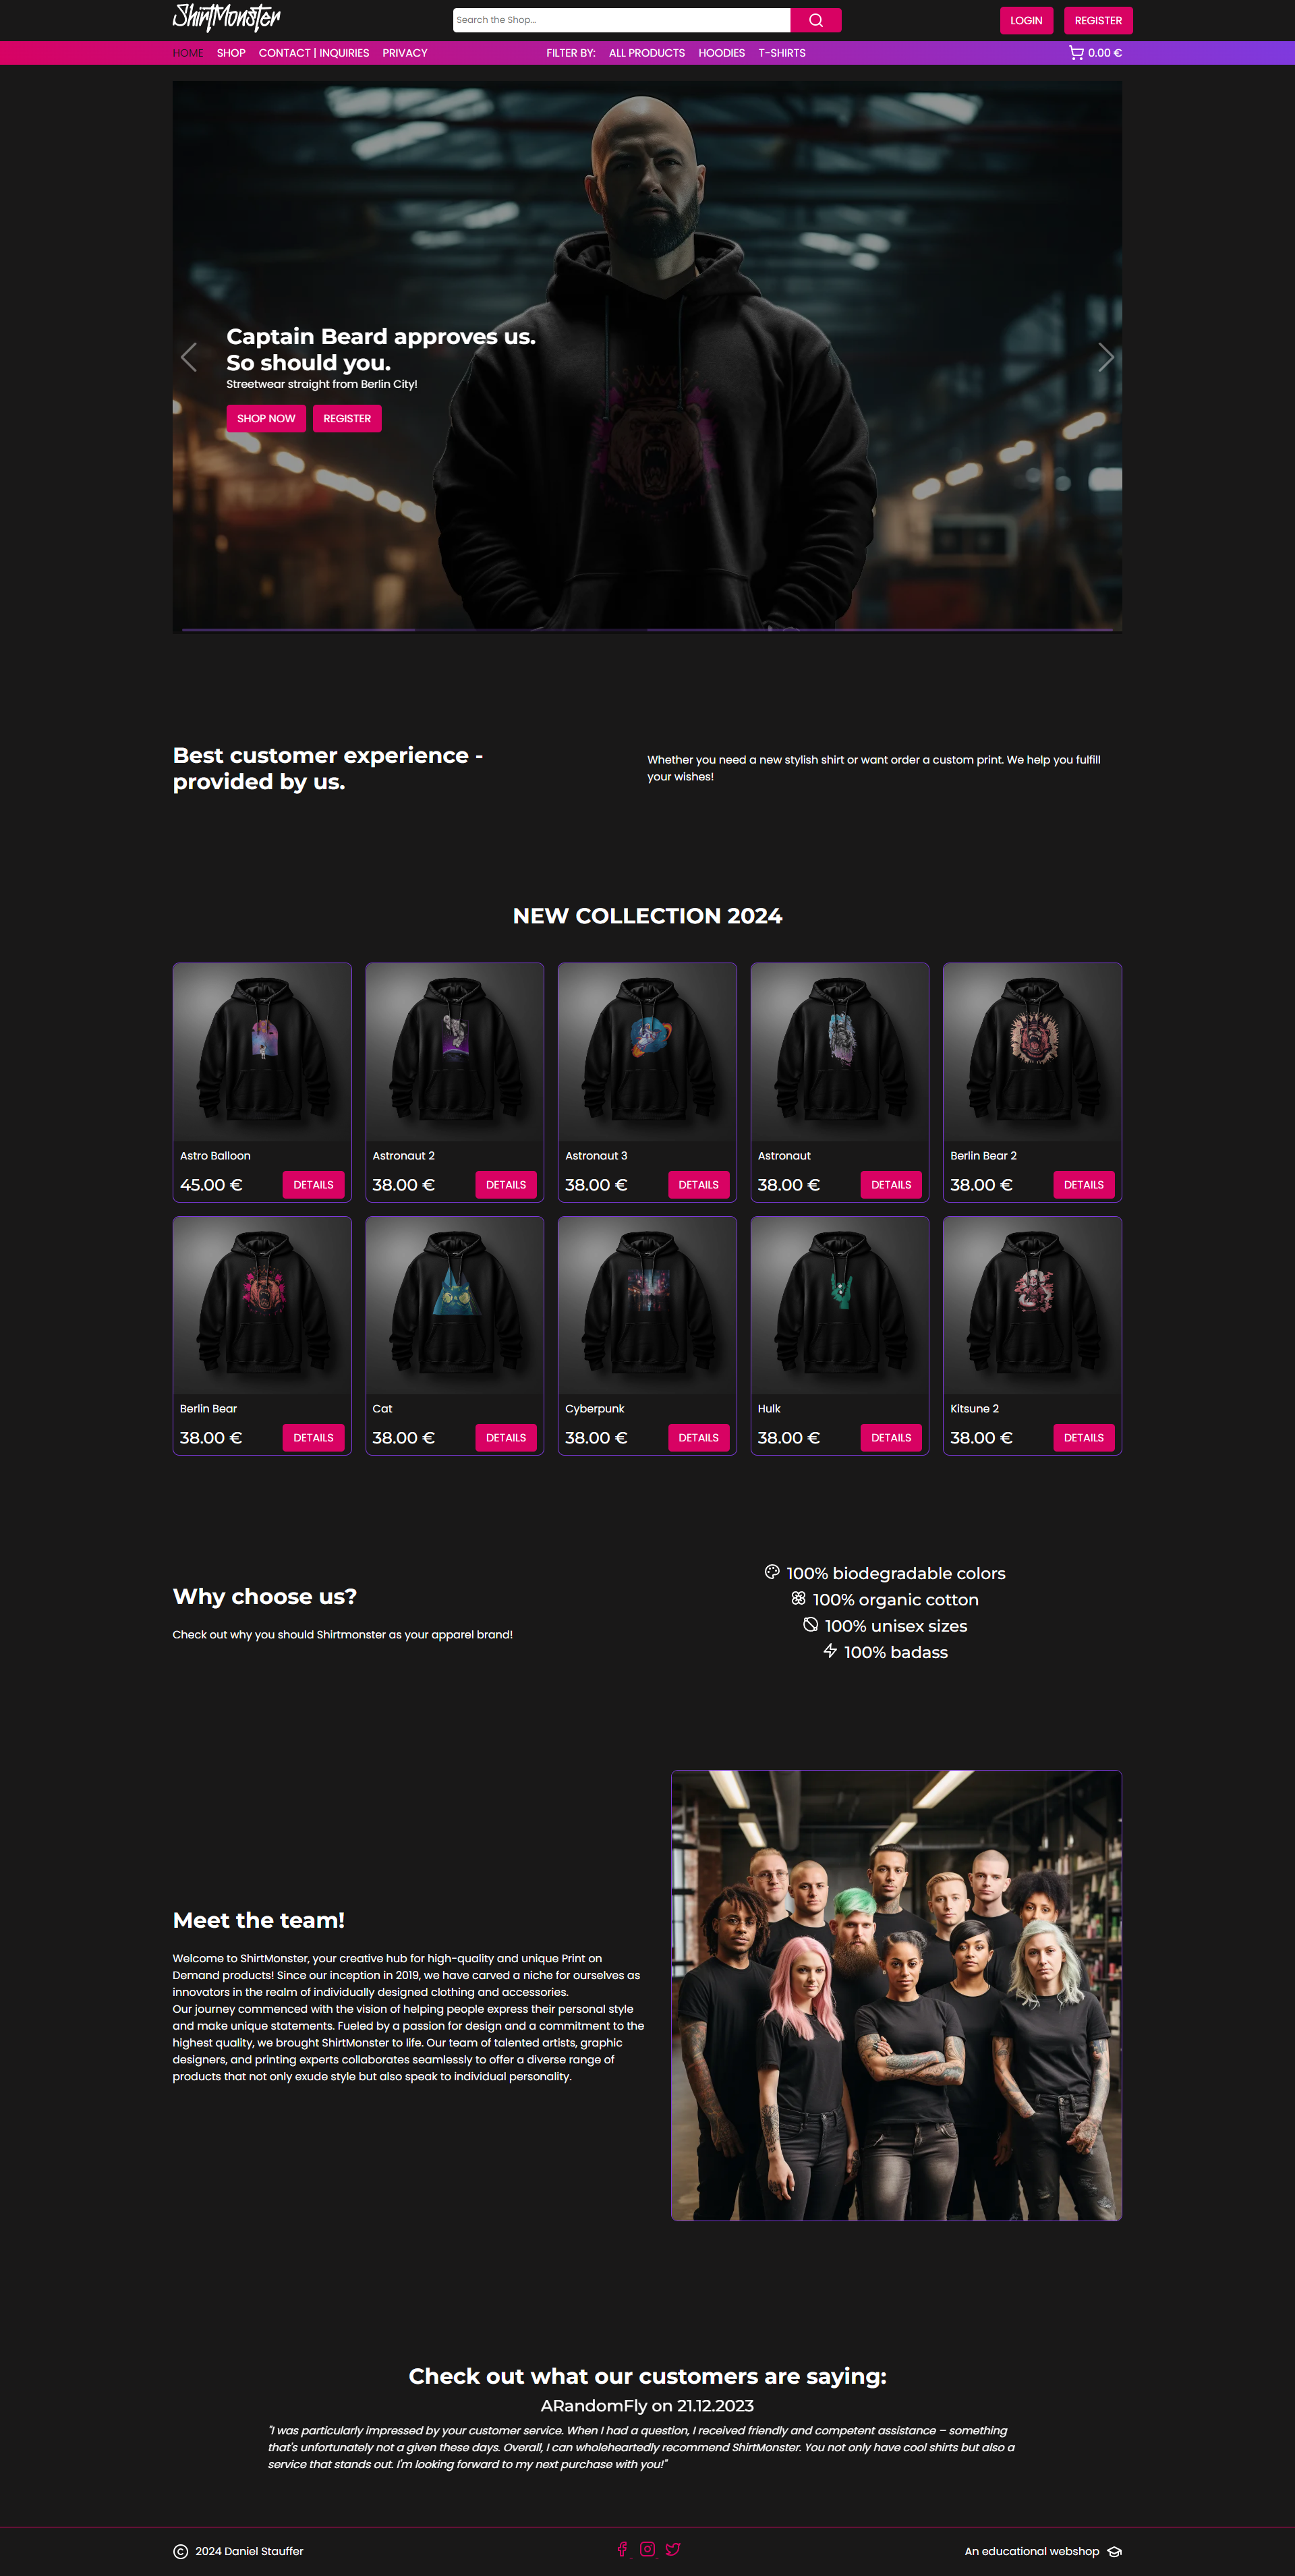 ShirtMonster
Search the Shop...
LOGIN
REGISTER
HOME
SHOP
CONTACT | INQUIRIES
PRIVACY
FILTER BY:
ALL PRODUCTS
HOODIES
T-SHIRTS
0.00 €
Captain Beard approves us.
So should you.
Streetwear straight from Berlin City!
SHOP NOW
REGISTER
Best customer experience -
provided by us.
Whether you need a new stylish shirt or want order a custom print. We help you fulfill
your wishes!
NEW COLLECTION 2024
Astro Balloon
45.00 €
DETAILS
Astronaut 2
38.00 €
DETAILS
Astronaut 3
38.00 €
DETAILS
Astronaut
38.00 €
DETAILS
Berlin Bear 2
38.00 €
DETAILS
Berlin Bear
38.00 €
DETAILS
Cat
38.00 €
DETAILS
Cyberpunk
38.00 €
DETAILS
Hulk
38.00 €
DETAILS
Kitsune 2
38.00 €
DETAILS
Why choose us?
Check out why you should Shirtmonster as your apparel brand!
100% biodegradable colors
100% organic cotton
100% unisex sizes
100% badass
Meet the team!
Welcome to ShirtMonster, your creative hub for high-quality and unique Print on
Demand products! Since our inception in 2019, we have carved a niche for ourselves as
innovators in the realm of individually designed clothing and accessories.
Our journey commenced with the vision of helping people express their personal style
and make unique statements. Fueled by a passion for design and a commitment to the
highest quality, we brought ShirtMonster to life. Our team of talented artists, graphic
designers, and printing experts collaborates seamlessly to offer a diverse range of
products that not only exude style but also speak to individual personality.
Check out what our customers are saying:
ARandomFly on 21.12.2023
"I was particularly impressed by your customer service. When I had a question, I received friendly and competent assistance – something
that's unfortunately not a given these days. Overall, I can wholeheartedly recommend ShirtMonster. You not only have cool shirts but also a
service that stands out. I'm looking forward to my next purchase with you!"
© 2024 Daniel Stauffer
An educational webshop